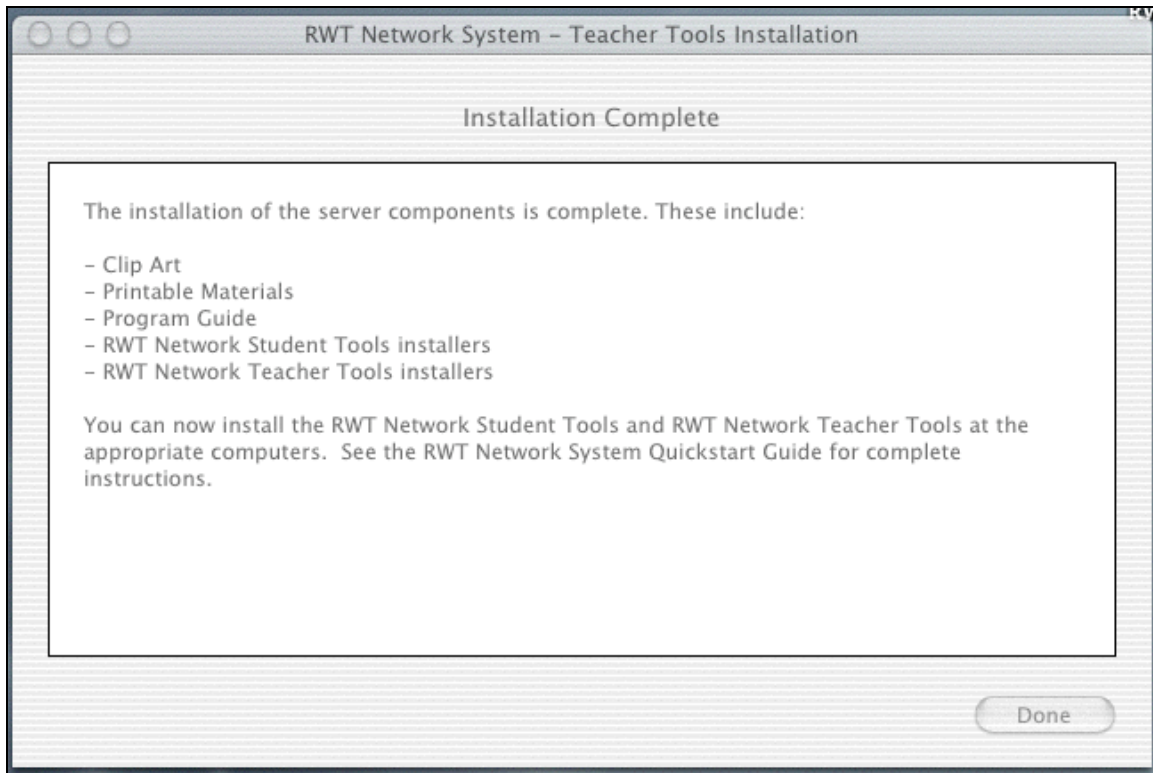 RWT Network System – Teacher Tools Installation
Installation Complete
The installation of the server components is complete. These include:
– Clip Art
– Printable Materials
– Program Guide
– RWT Network Student Tools installers
– RWT Network Teacher Tools installers
You can now install the RWT Network Student Tools and RWT Network Teacher Tools at the
appropriate computers.  See the RWT Network System Quickstart Guide for complete
instructions.
Done